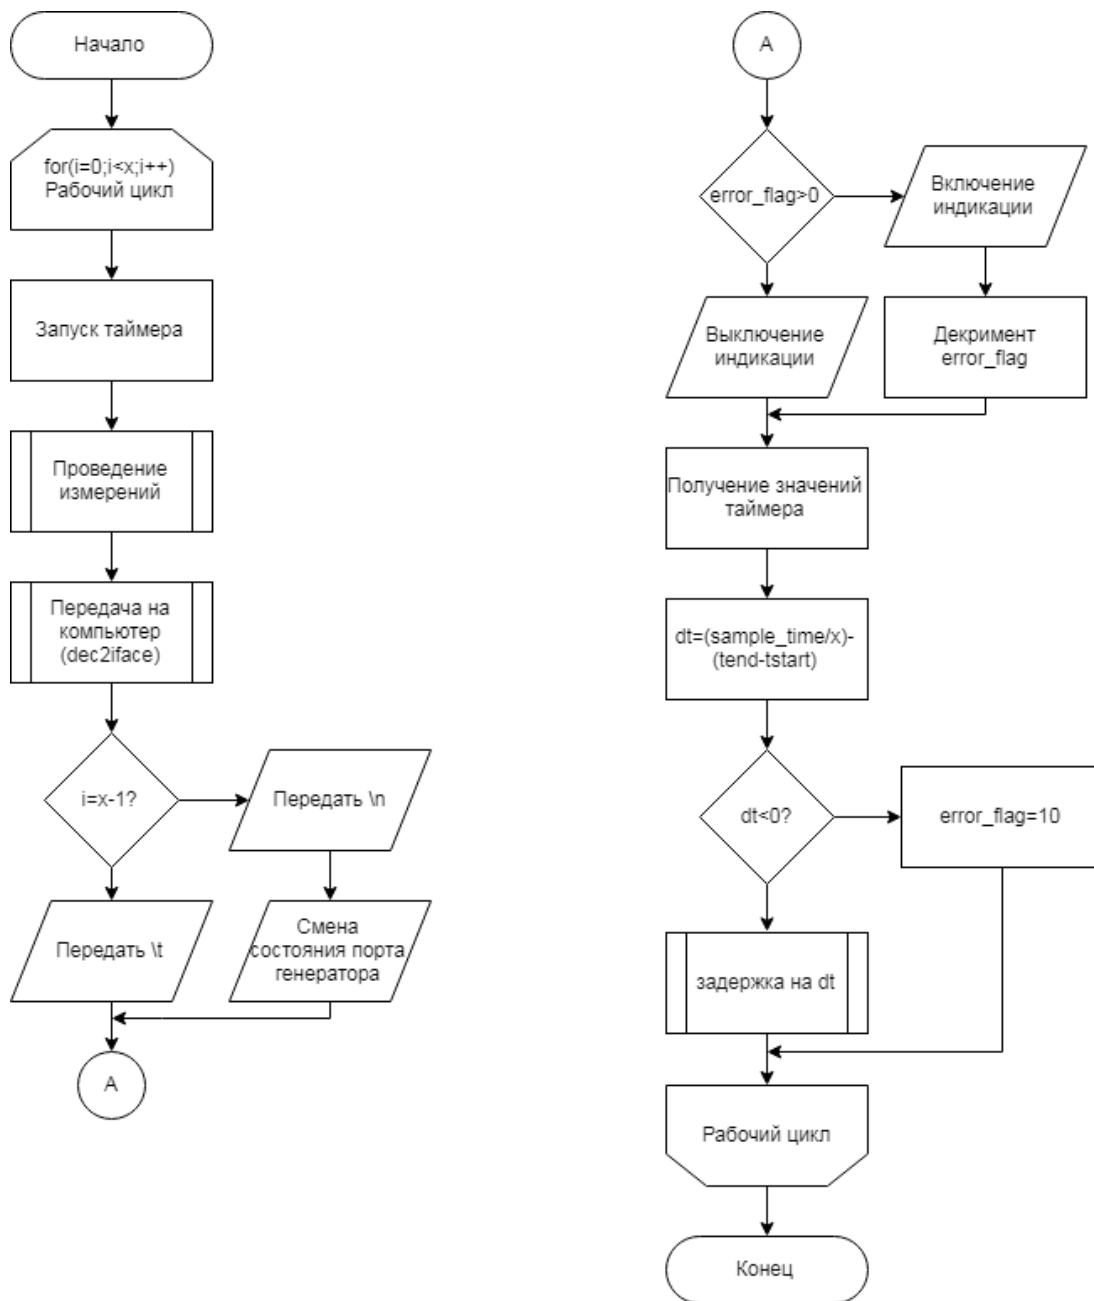 Начало
for(i=0;i<x;i++)
Рабочий цикл
Запуск таймера
Проведение
измерений
Передача на
компьютер
(dec2iface)
i=x-1?
Передать \n
Передать \t
Смена
состояния порта
генератора
A
A
error_flag>0
Включение
индикации
Выключение
индикации
Декримент
error_flag
Получение значений
таймера
dt=(sample_time/x)-
(tend-tstart)
dt<0?
error_flag=10
задержка на dt
Рабочий цикл
Конец